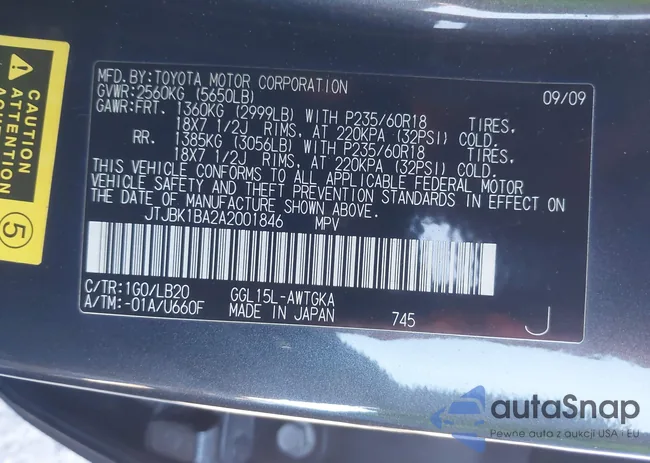 MFD.BY:TOYOTA MOTOR CORPORATION 09/09
GVWR:2560KG (5650LB)
GAWR:FRT. 1360KG (2999LB) WITH P235/60R18 TIRES,
18X7 1/2J RIMS, AT 220KPA (32PSI) COLD.
RR. 1385KG (3056LB) WITH P235/60R18 TIRES,
18X7 1/2J RIMS, AT 220KPA (32PSI) COLD.
THIS VEHICLE CONFORMS TO ALL APPLICABLE FEDERAL MOTOR
VEHICLE SAFETY AND THEFT PREVENTION STANDARDS IN EFFECT ON
THE DATE OF MANUFACTURE SHOWN ABOVE.
JTJBK1BA2A2001846 MPV
C/TR:1G0/LB20 GGL15L-AWTGKA
A/TM:-01A/U660F MADE IN JAPAN 745 J
CAUTION
ATTENTION
5
autaSnap
Pewne auta z aukcji USA i EU